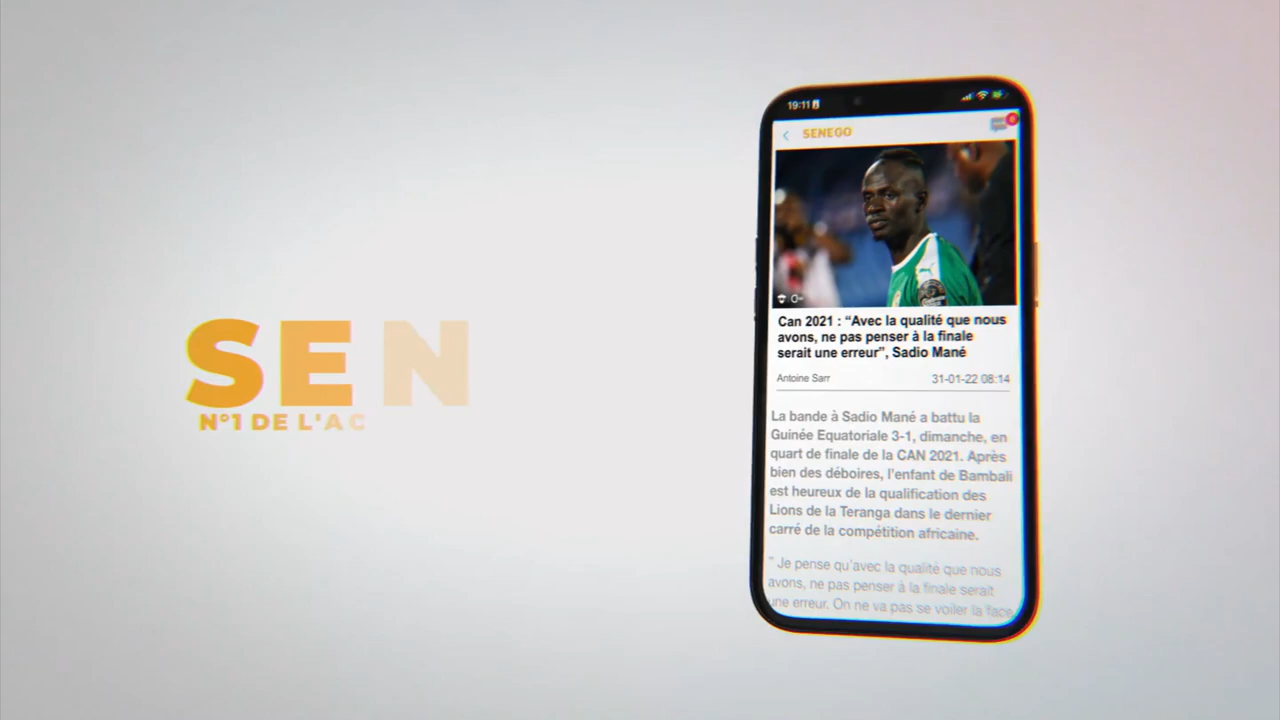 SEN
N°1 DE L'AC
19:11
SENEGO
Can 2021 : “Avec la qualité que nous
avons, ne pas penser à la finale
serait une erreur”, Sadio Mané
Antoine Sarr 31-01-22 08:14
La bande à Sadio Mané a battu la
Guinée Equatoriale 3-1, dimanche, en
quart de finale de la CAN 2021. Après
bien des déboires, l'enfant de Bambali
est heureux de la qualification des
Lions de la Teranga dans le dernier
carré de la compétition africaine.
" Je pense qu'avec la qualité que nous
avons, ne pas penser à la finale serait
une erreur. On ne va pas se voiler la face